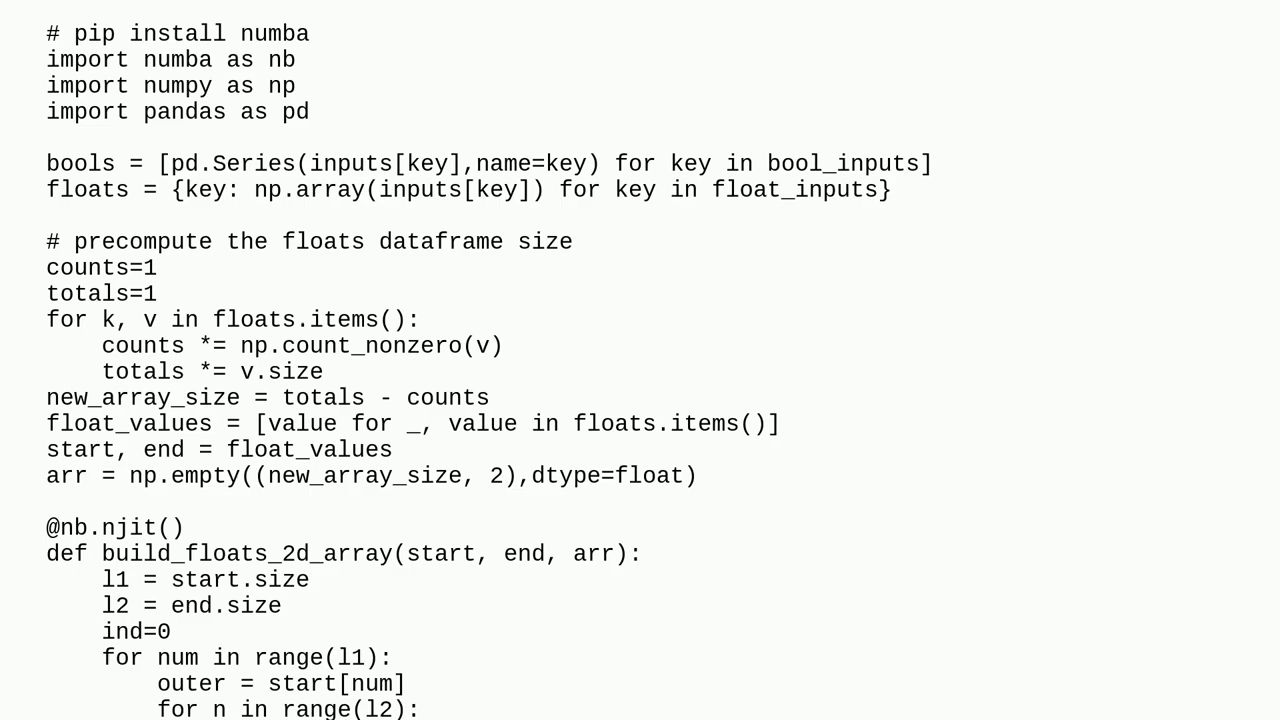 # pip install numba
import numba as nb
import numpy as np
import pandas as pd

bools = [pd.Series(inputs[key],name=key) for key in bool_inputs]
floats = {key: np.array(inputs[key]) for key in float_inputs}

# precompute the floats dataframe size
counts=1
totals=1
for k, v in floats.items():
    counts *= np.count_nonzero(v)
    totals *= v.size
new_array_size = totals - counts
float_values = [value for _, value in floats.items()]
start, end = float_values
arr = np.empty((new_array_size, 2),dtype=float)

@nb.njit()
def build_floats_2d_array(start, end, arr):
    l1 = start.size
    l2 = end.size
    ind=0
    for num in range(l1):
        outer = start[num]
        for n in range(l2):